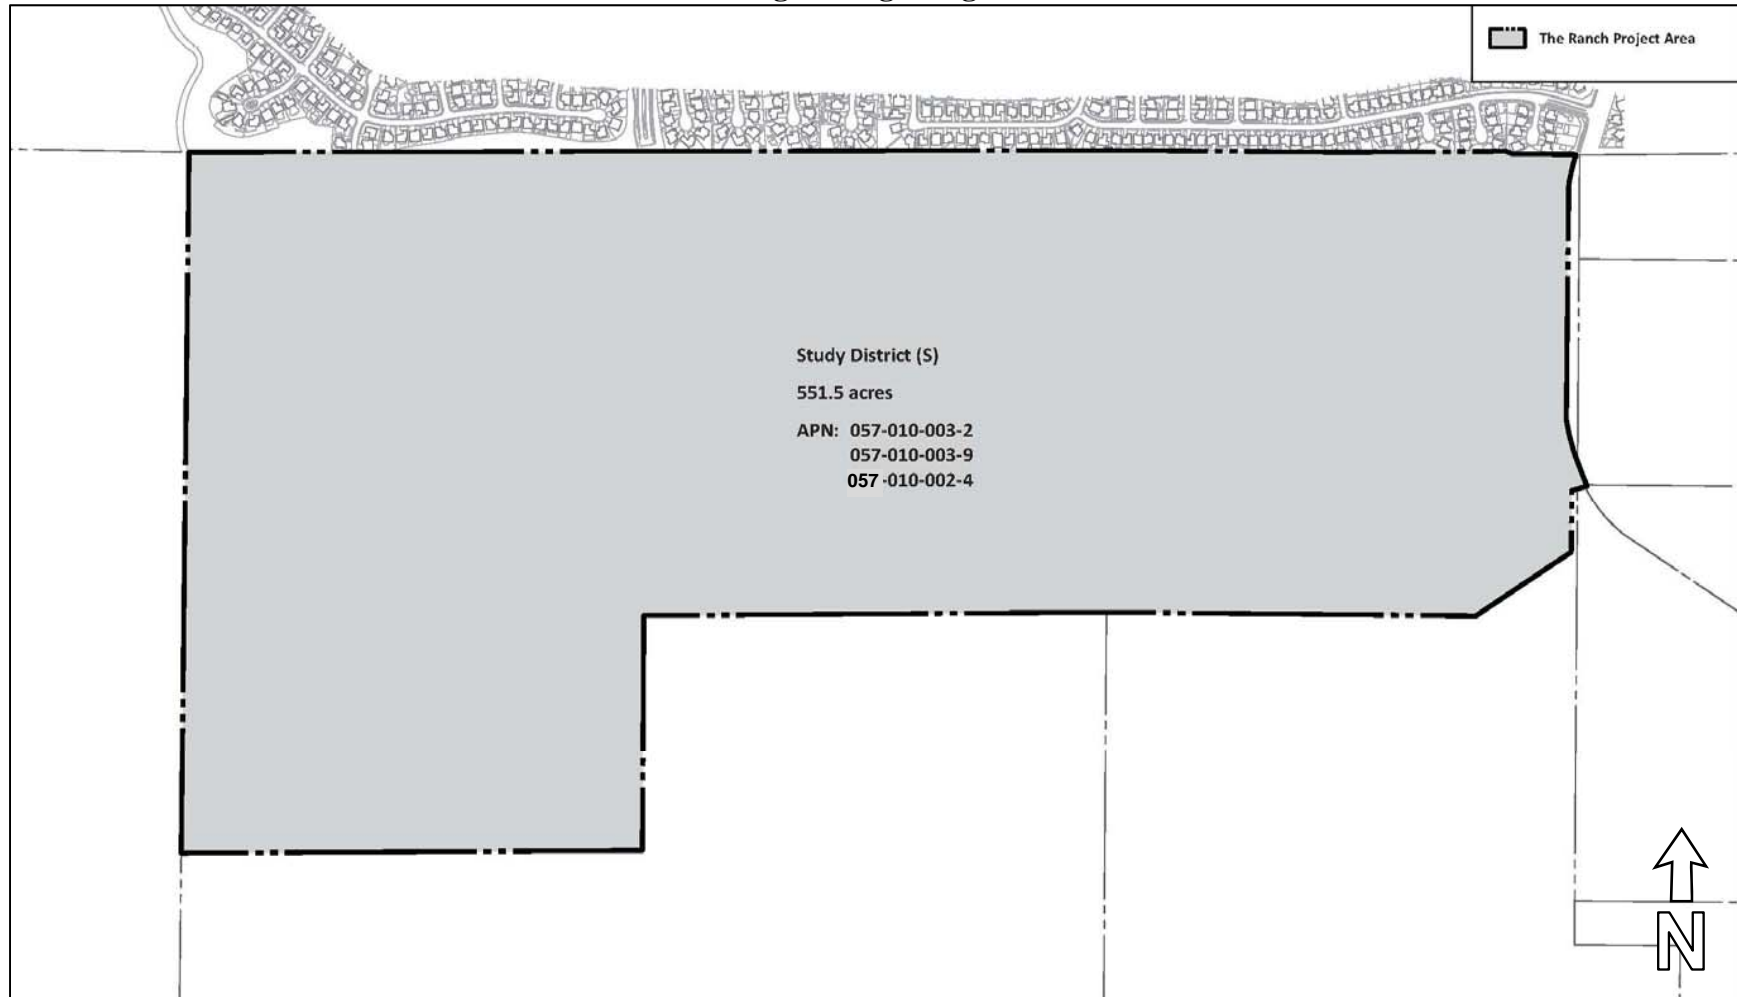 The Ranch Project Area
Study District (S)
551.5 acres
APN: 057-010-003-2
057-010-003-9
057-010-002-4
N